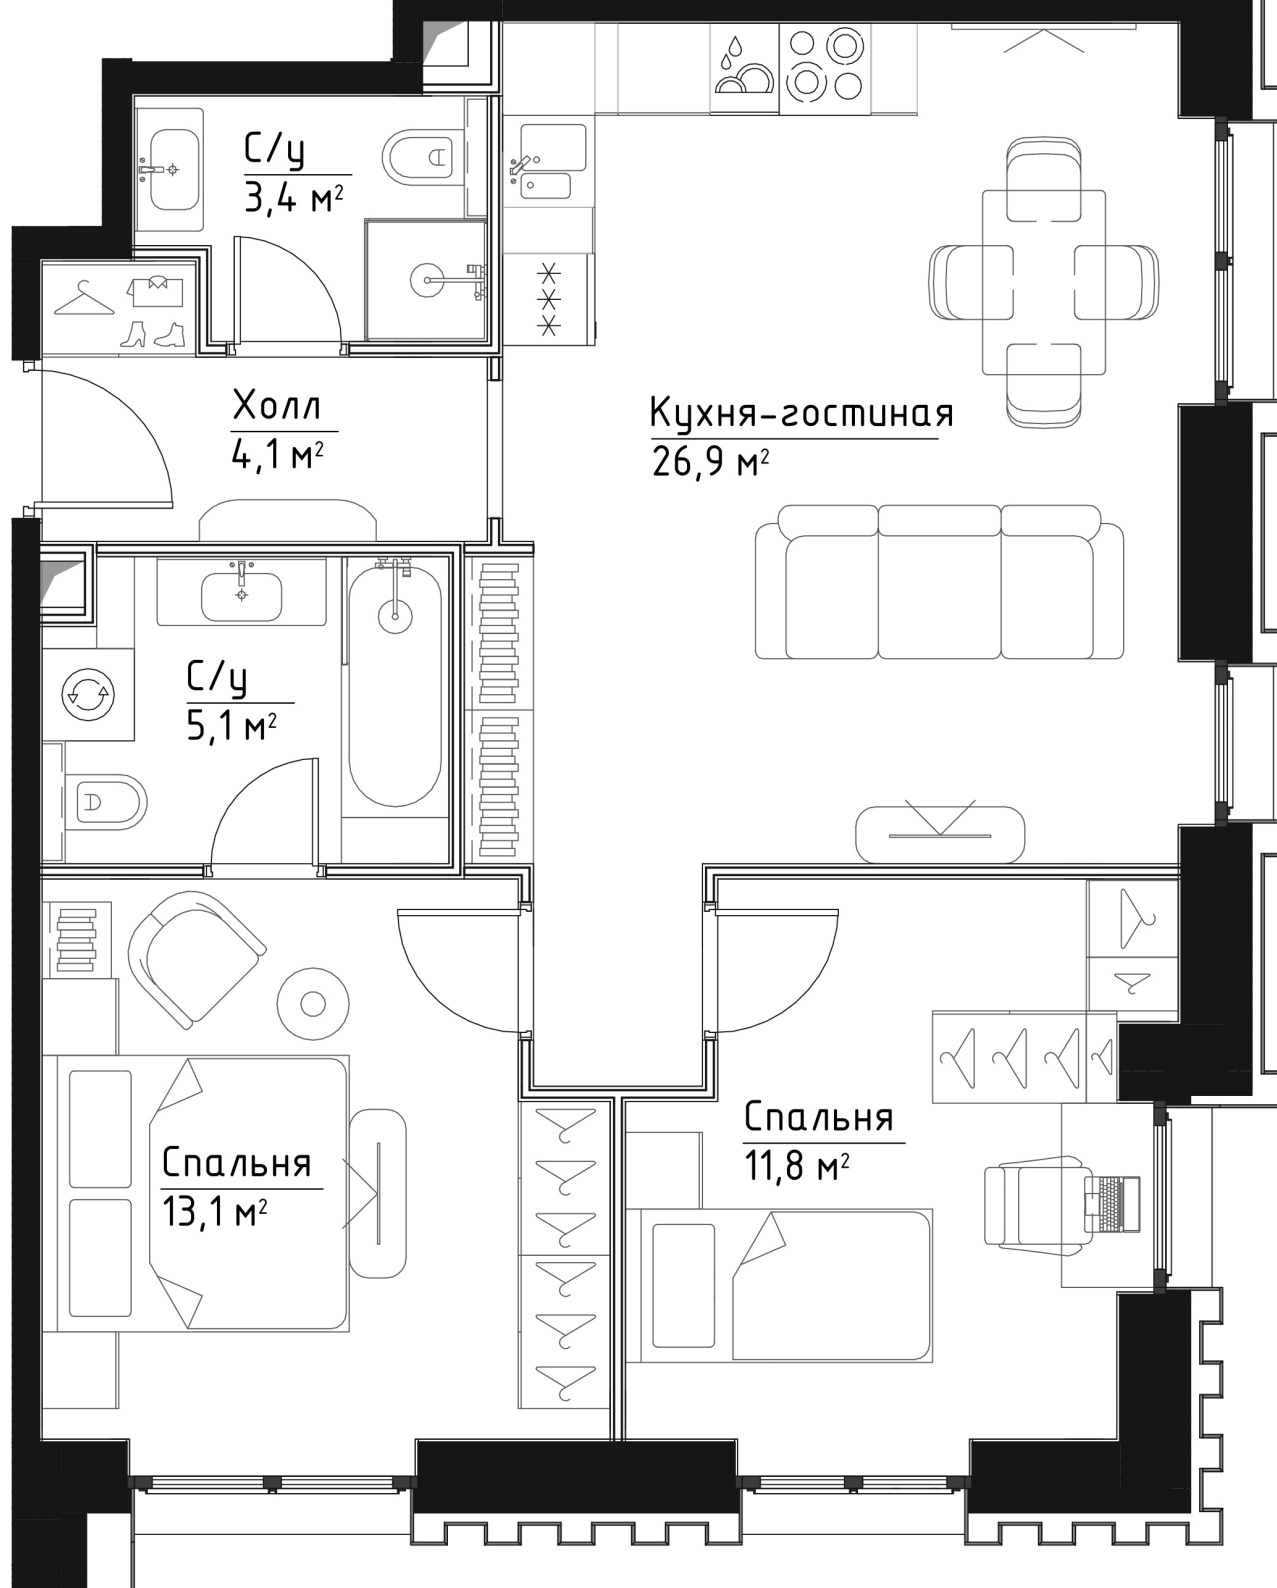 С/у
3,4 м²
Холл
4,1 м²
Кухня-гостиная
26,9 м²
С/у
5,1 м²
Спальня
11,8 м²
Спальня
13,1 м²